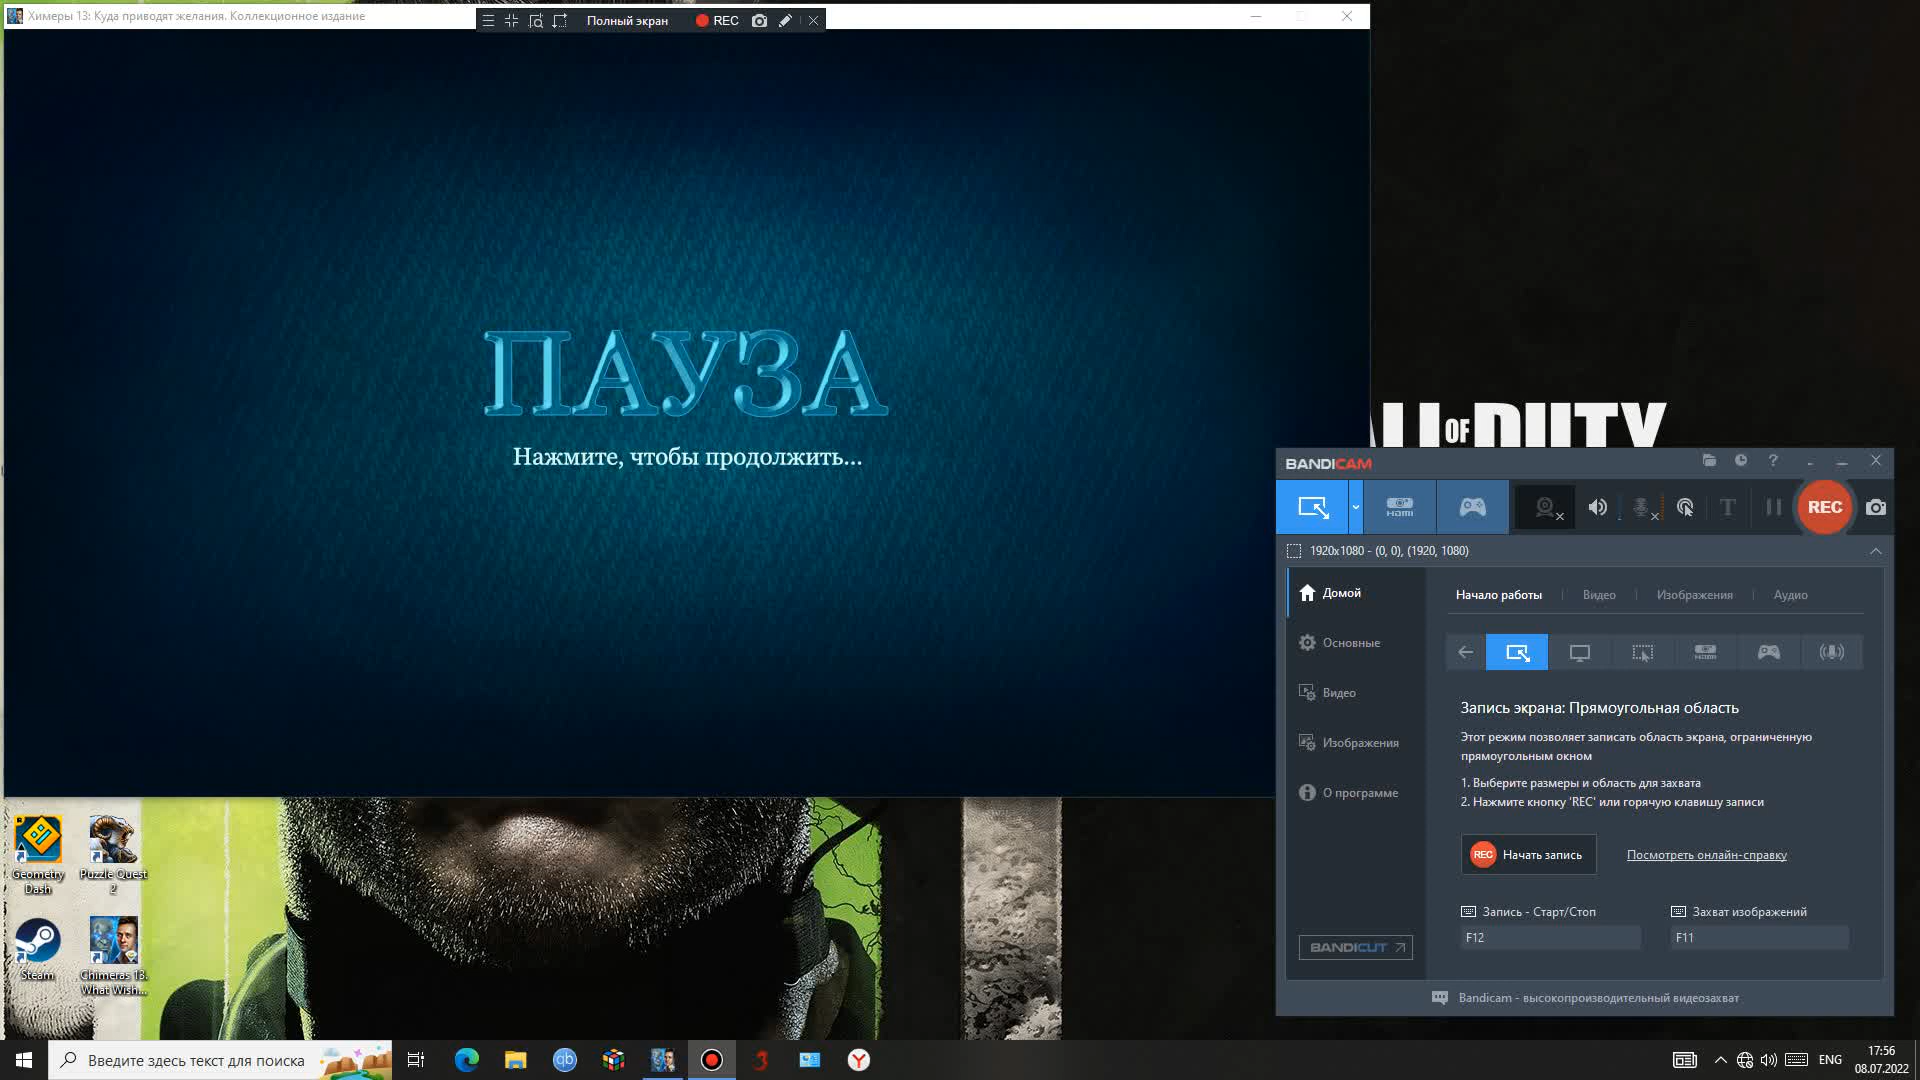 Химеры 13: Куда приводят желания. Коллекционное издание
Полный экран
REC
ПАУЗА
Нажмите, чтобы продолжить...
ALL OF DUTY
BANDICAM
HDMI
REC
1920x1080 - (0, 0), (1920, 1080)
Домой
Основные
Видео
Изображения
О программе
BANDICUT
Начало работы
Видео
Изображения
Аудио
HDMI
Запись экрана: Прямоугольная область
Этот режим позволяет записать область экрана, ограниченную
прямоугольным окном
1. Выберите размеры и область для захвата
2. Нажмите кнопку 'REC' или горячую клавишу записи
REC Начать запись
Посмотреть онлайн-справку
Запись - Старт/Стоп
Захват изображений
F12
F11
Bandicam - высокопроизводительный видеозахват
Geometry
Dash
Puzzle Quest
2
Steam
Chimeras 13.
What Wish...
Введите здесь текст для поиска
qb
ENG
17:56
08.07.2022